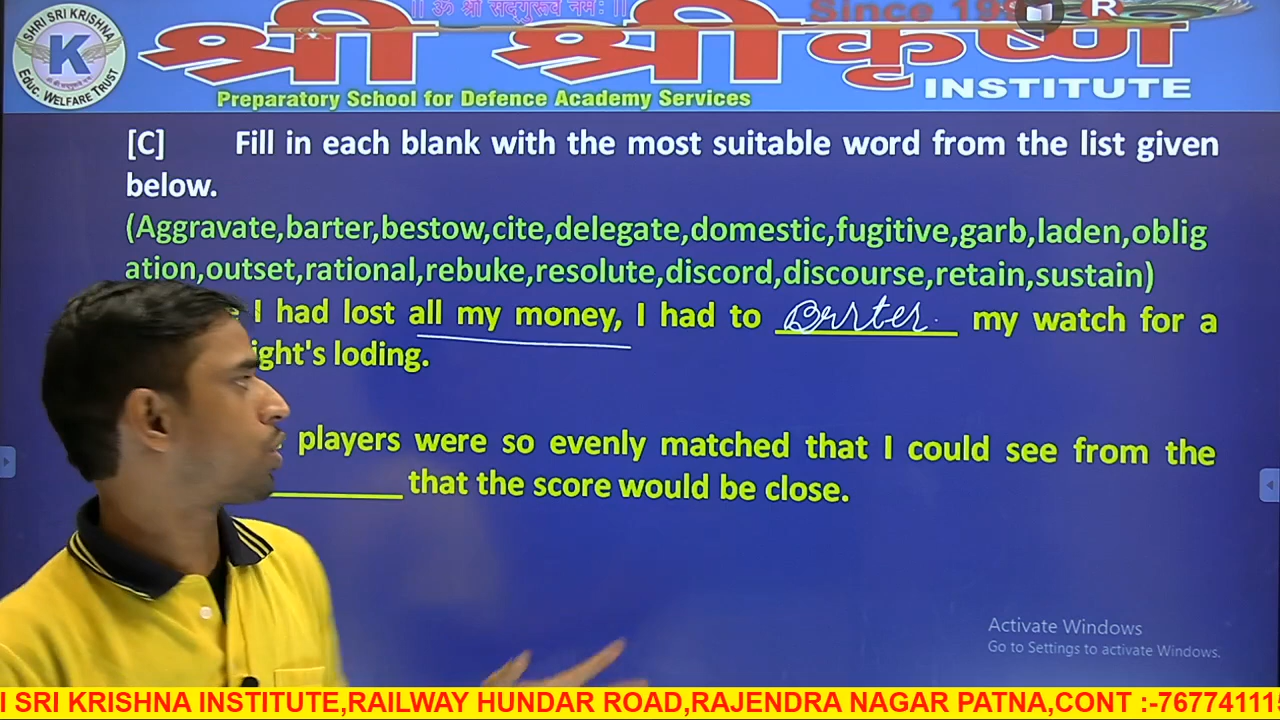 || ॐ श्री सद्गुरूवे नमः ||
Since 199
R
SHRI SRI KRISHNA
K
EDUC. WELFARE TRUST
श्री श्री कृष्ण
INSTITUTE
Preparatory School for Defence Academy Services
[C] Fill in each blank with the most suitable word from the list given
below.
(Aggravate,barter,bestow,cite,delegate,domestic,fugitive,garb,laden,oblig
ation,outset,rational,rebuke,resolute,discord,discourse,retain,sustain)
I had lost all my money, I had to Barter my watch for a
ight's loding.
players were so evenly matched that I could see from the
that the score would be close.
Activate Windows
Go to Settings to activate Windows.
I SRI KRISHNA INSTITUTE,RAILWAY HUNDAR ROAD,RAJENDRA NAGAR PATNA,CONT :-767741115